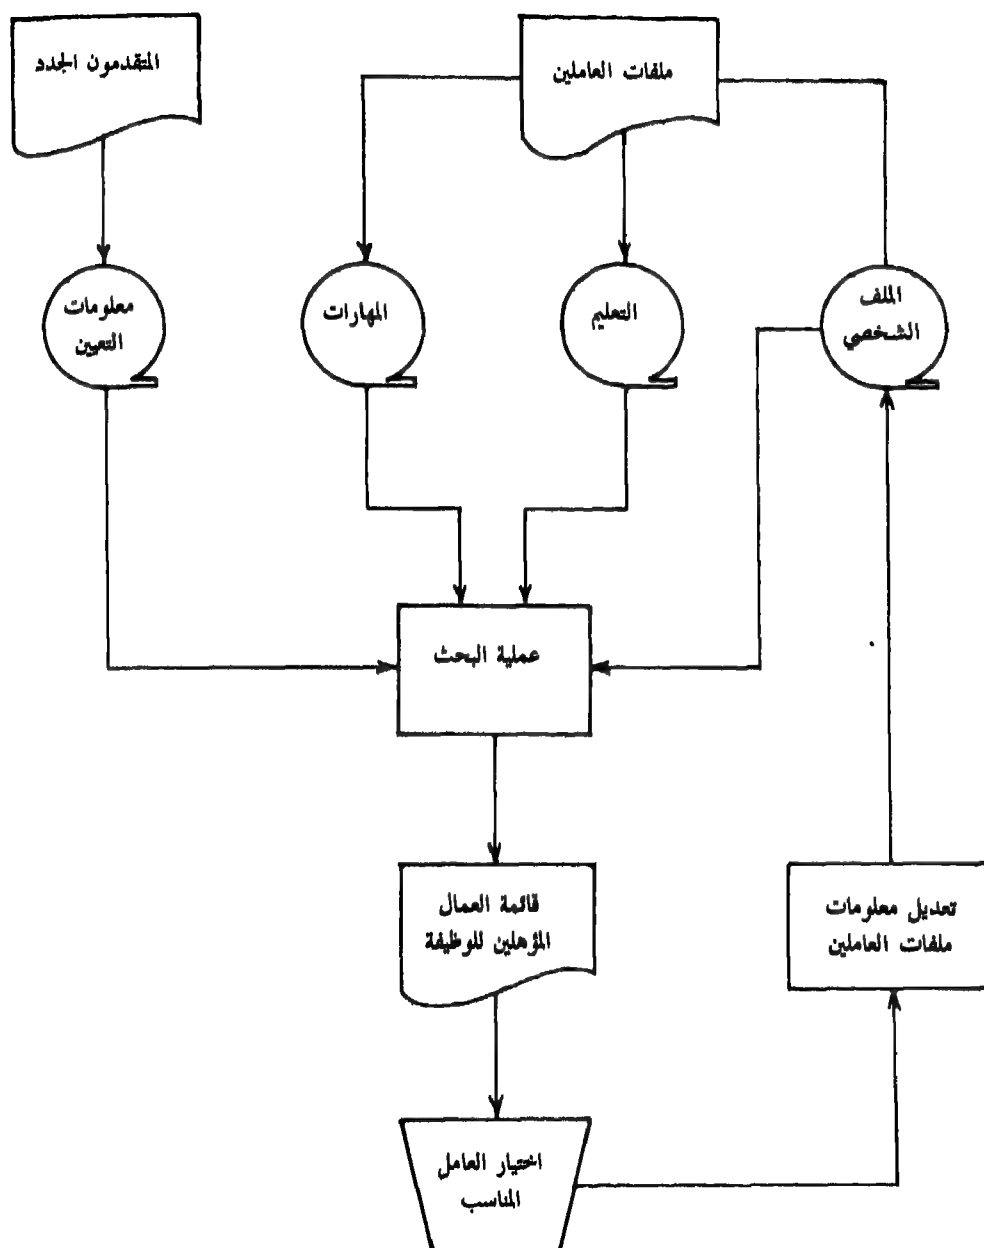 المتقدمون الجدد
ملفات العاملين
معلومات
التعيين
المهارات
التعليم
الملف
الشخصي
عملية البحث
قائمة العمال
المؤهلين للوظيفة
تعديل معلومات
ملفات العاملين
اختيار العامل
المناسب